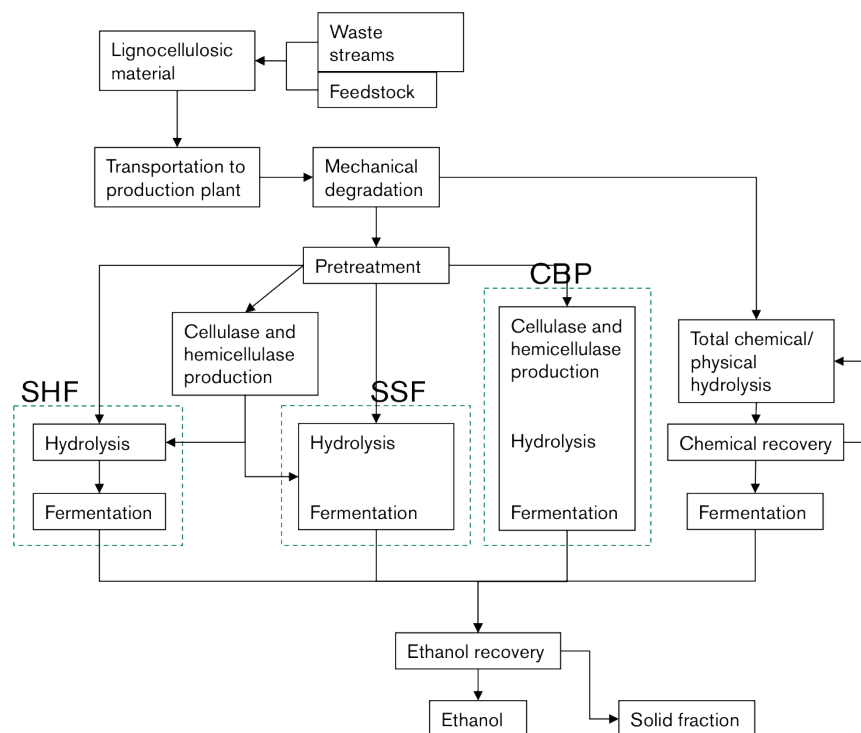 Waste
streams
Lignocellulosic
material
Feedstock
Transportation to
production plant
Mechanical
degradation
Pretreatment
CBP
Cellulase and
hemicellulase
production
Cellulase and
hemicellulase
production
Total chemical/
physical
hydrolysis
SHF
SSF
Hydrolysis
Hydrolysis
Hydrolysis
Chemical recovery
Fermentation
Fermentation
Fermentation
Fermentation
Ethanol recovery
Ethanol
Solid fraction